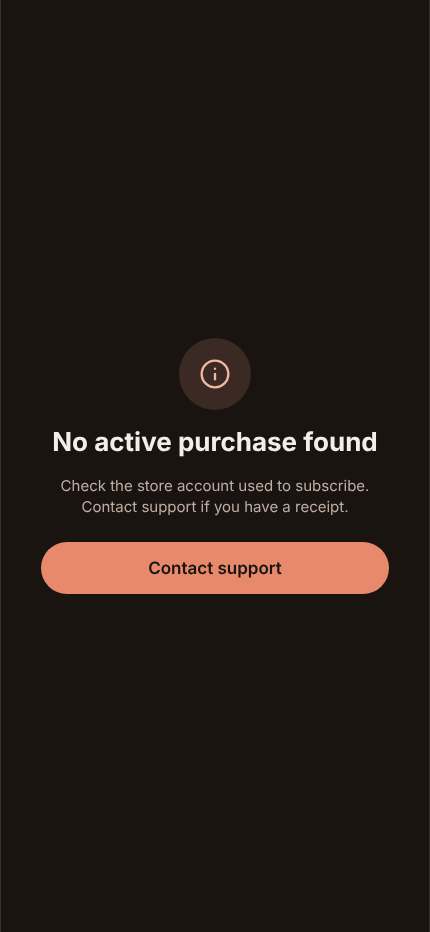 No active purchase found
Check the store account used to subscribe.
Contact support if you have a receipt.
Contact support